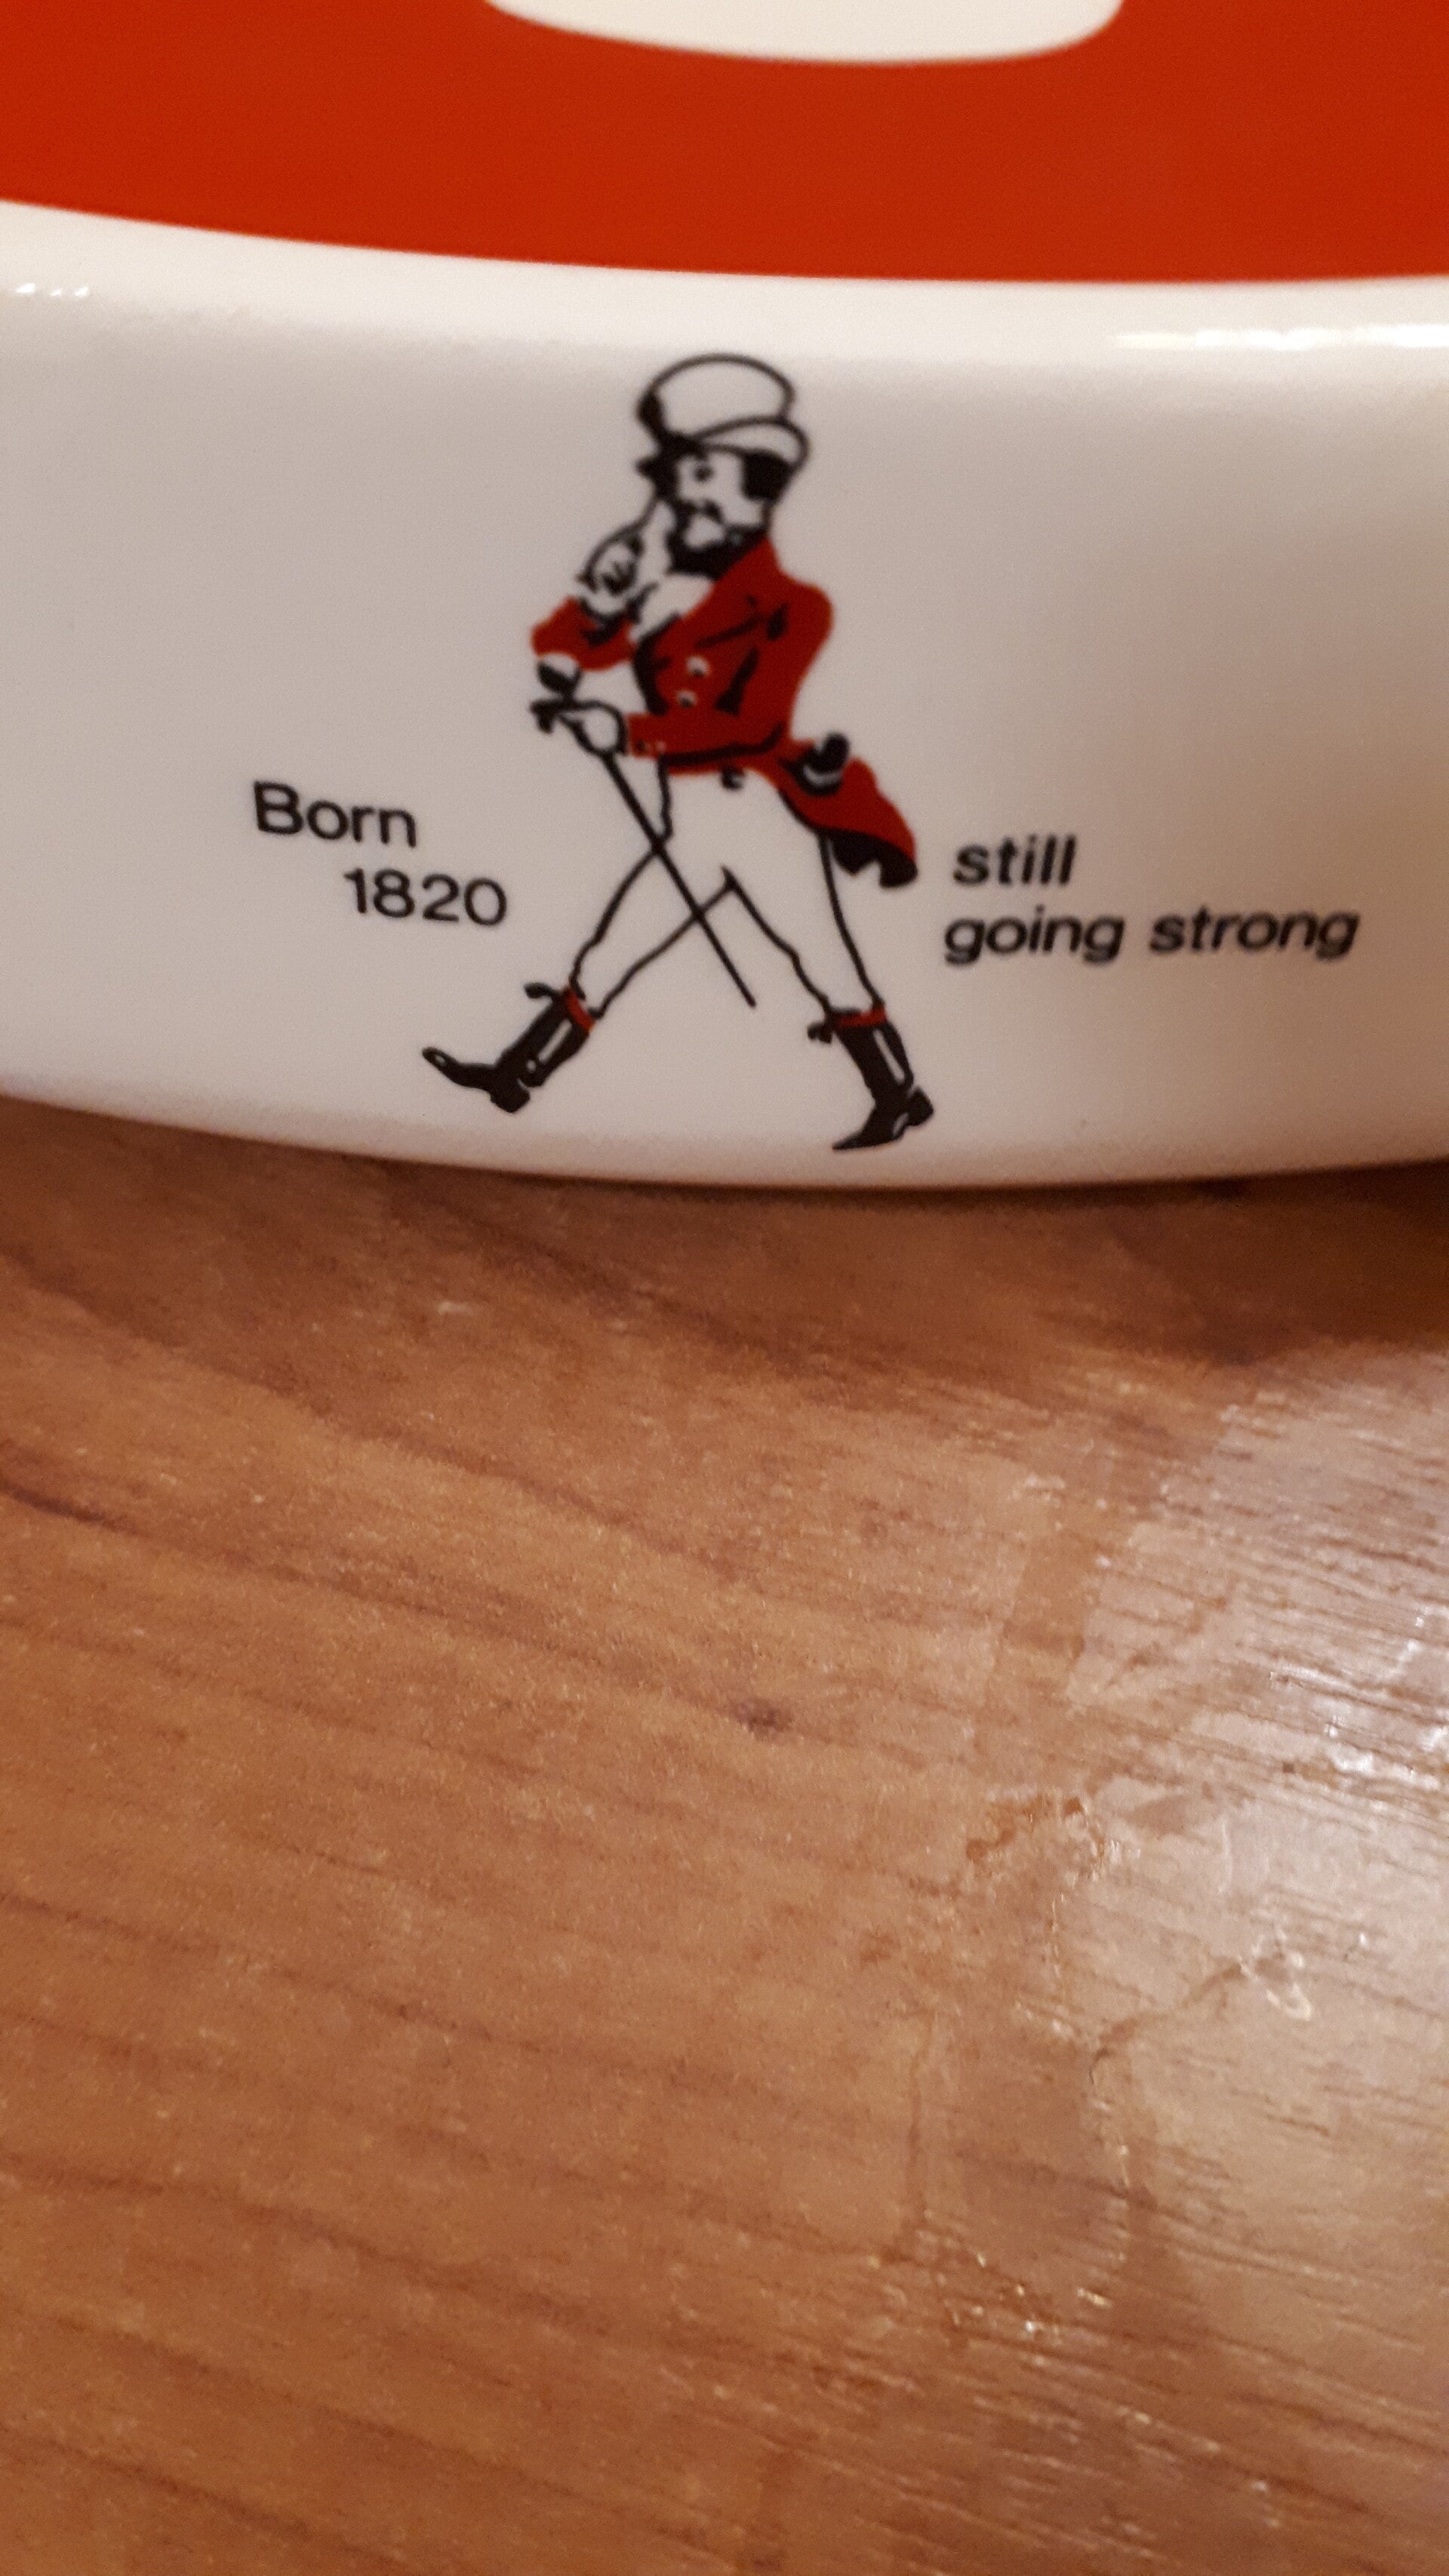 Born
1820
still
going strong